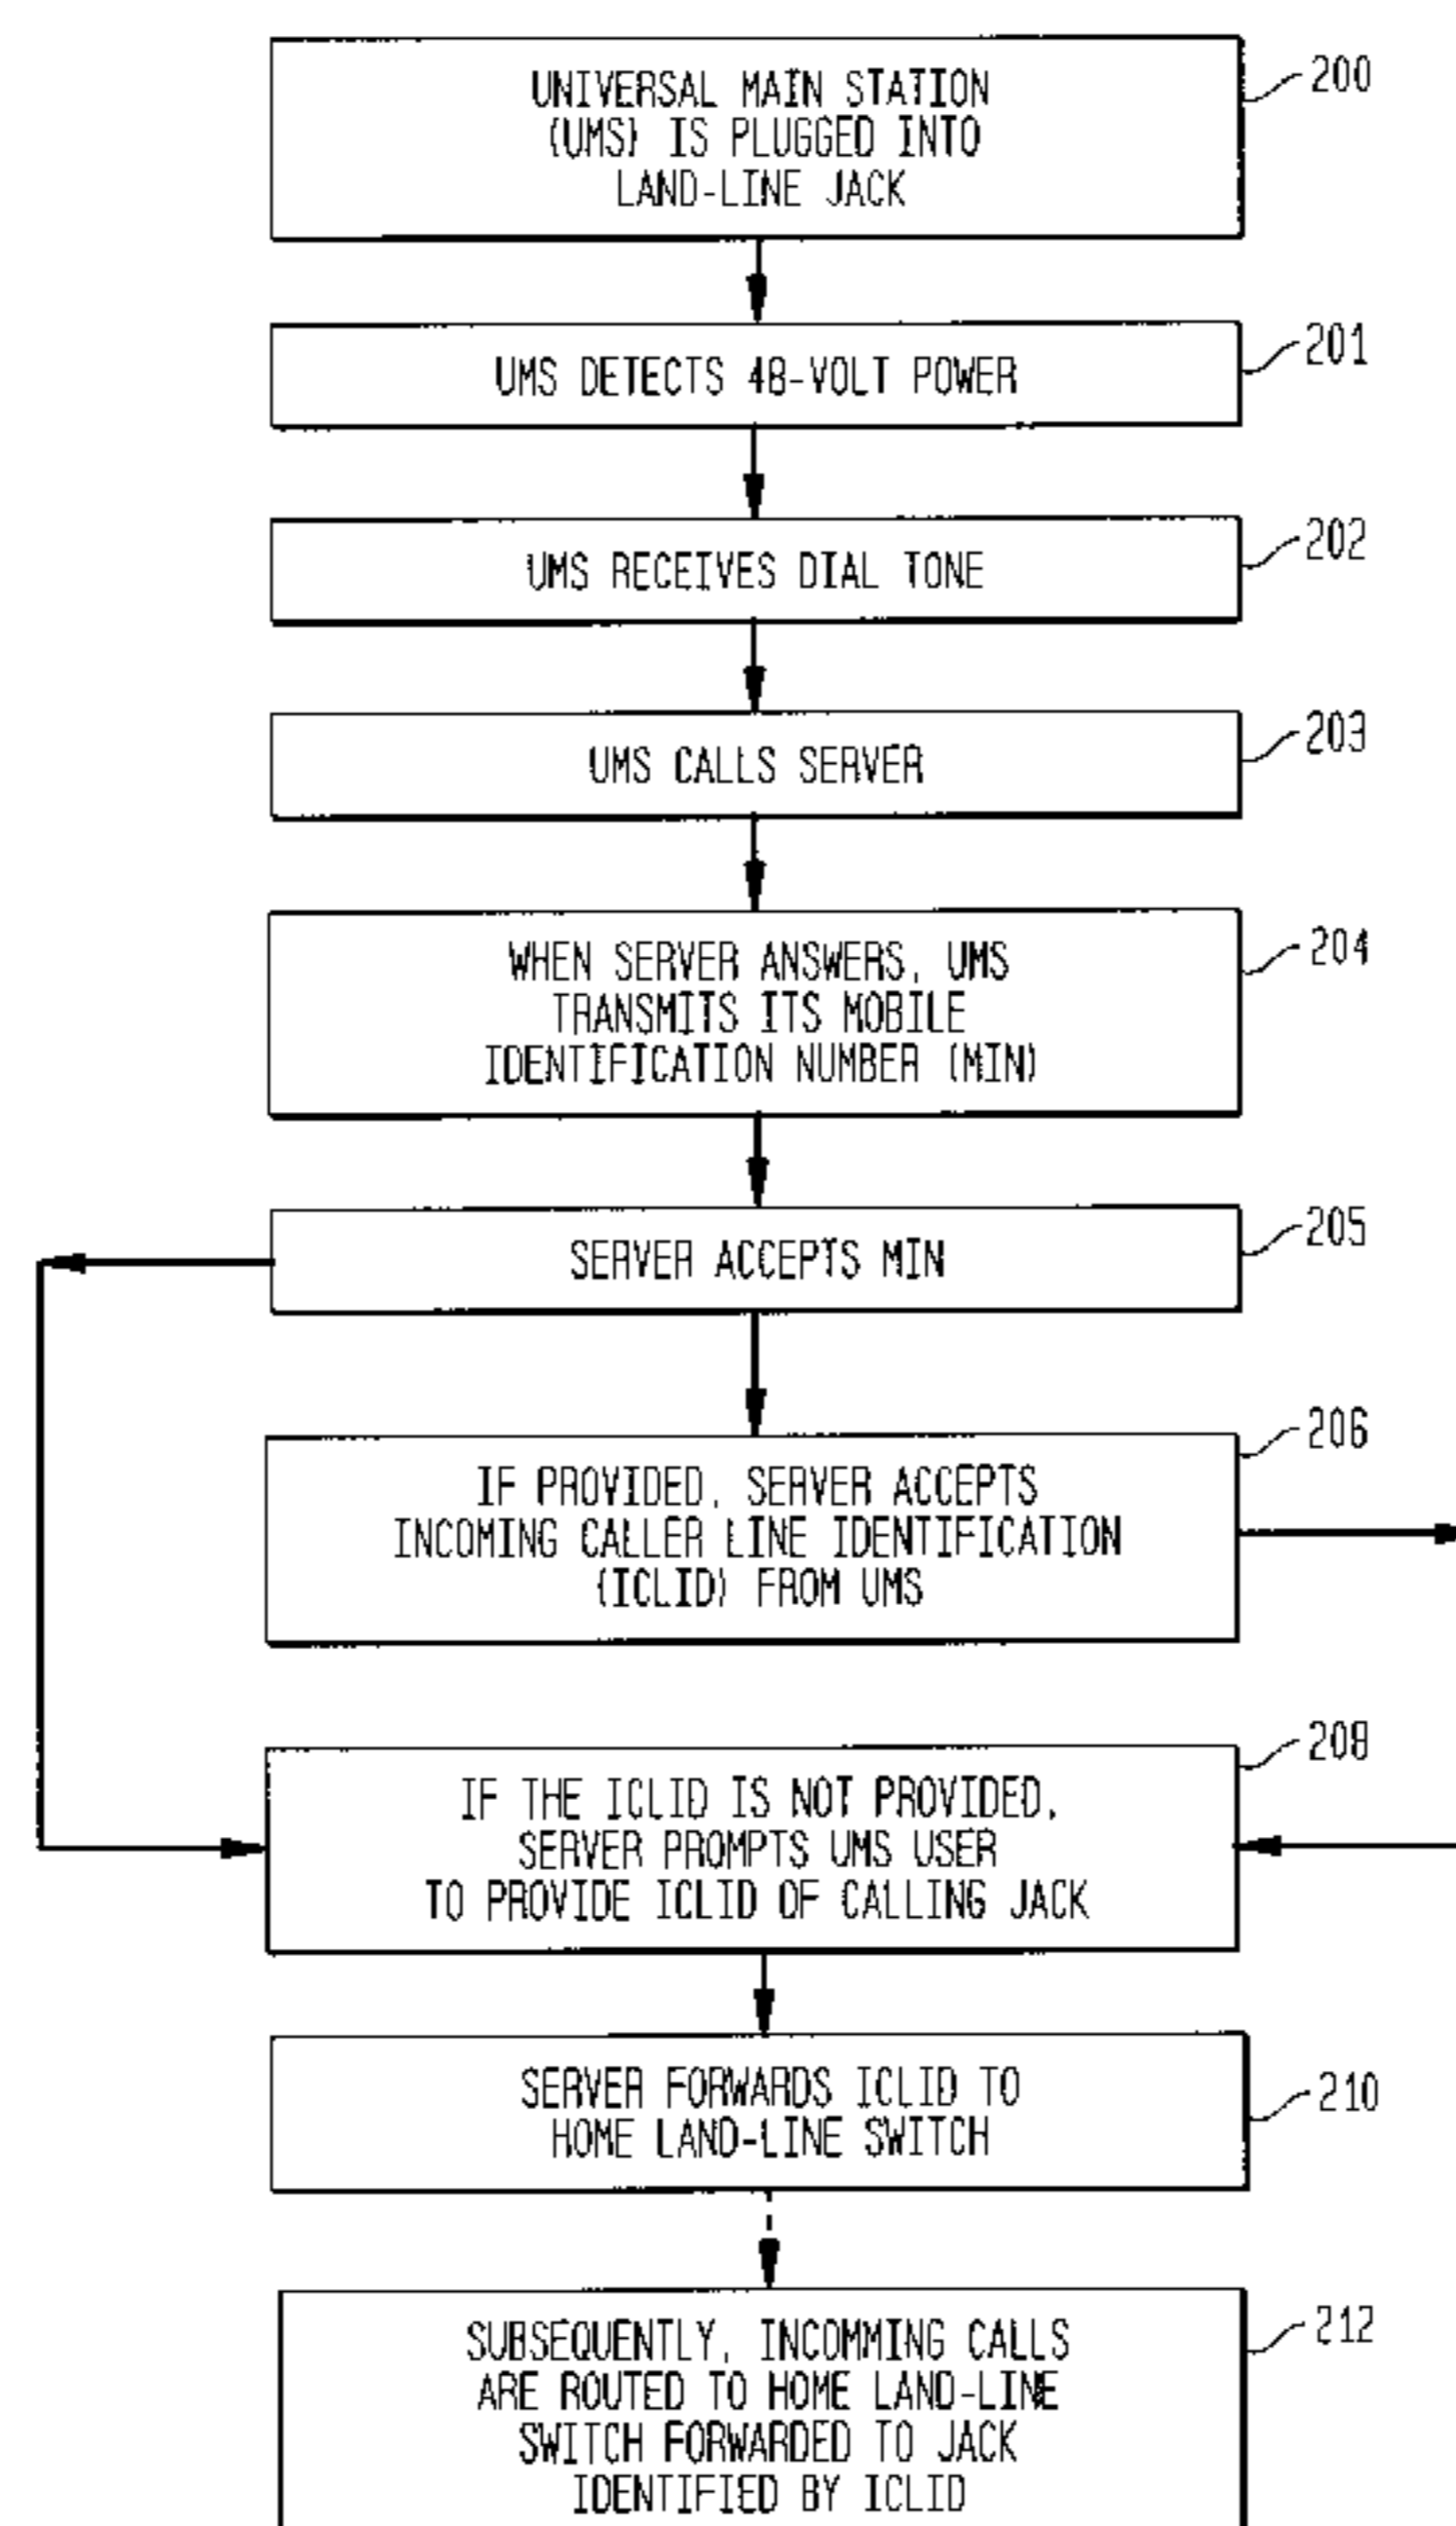 UNIVERSAL MAIN STATION
(UMS) IS PLUGGED INTO
LAND-LINE JACK
200
UMS DETECTS 48-VOLT POWER
201
UMS RECEIVES DIAL TONE
202
UMS CALLS SERVER
203
WHEN SERVER ANSWERS, UMS
TRANSMITS ITS MOBILE
IDENTIFICATION NUMBER (MIN)
204
SERVER ACCEPTS MIN
205
IF PROVIDED, SERVER ACCEPTS
INCOMING CALLER LINE IDENTIFICATION
(ICLID) FROM UMS
206
IF THE ICLID IS NOT PROVIDED,
SERVER PROMPTS UMS USER
TO PROVIDE ICLID OF CALLING JACK
208
SERVER FORWARDS ICLID TO
HOME LAND-LINE SWITCH
210
SUBSEQUENTLY, INCOMMING CALLS
ARE ROUTED TO HOME LAND-LINE
SWITCH FORWARDED TO JACK
IDENTIFIED BY ICLID
212